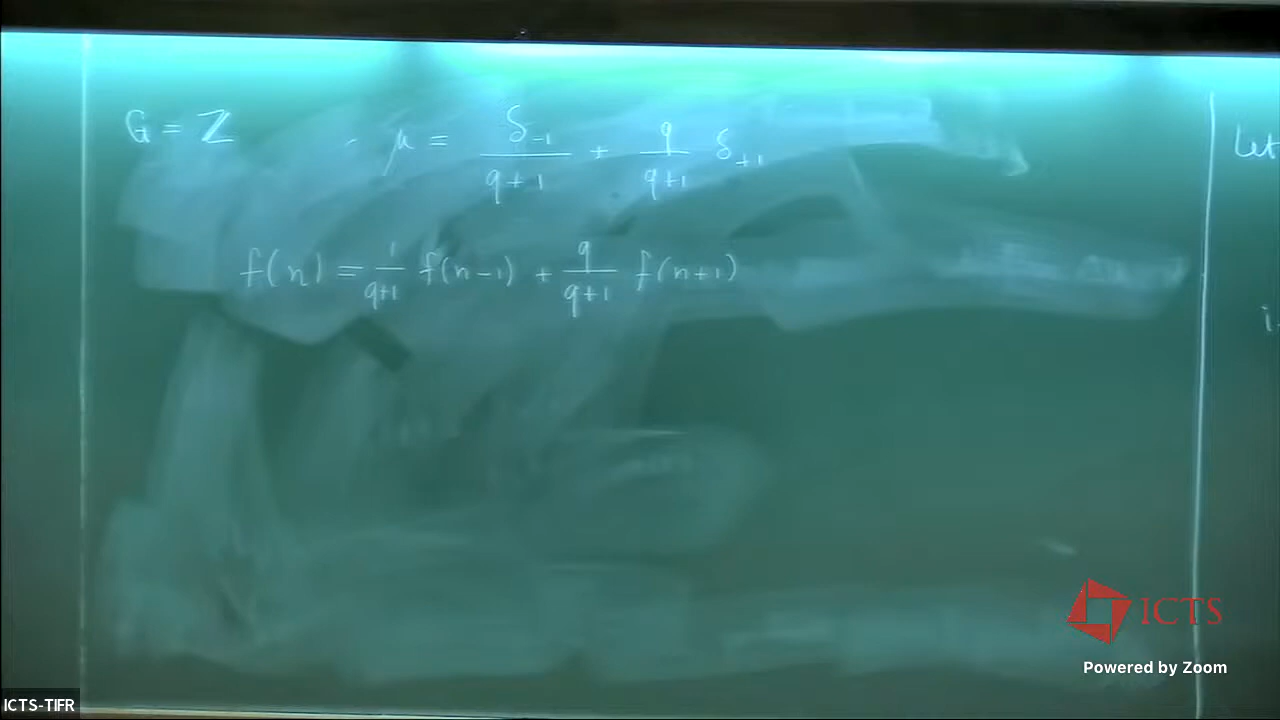 G = ℤ · μ = δ₋₁/(q+1) + q/(q+1) δ₊₁
f(n) = 1/(q+1) f(n-1) + q/(q+1) f(n+1)
Let
i
ICTS
Powered by Zoom
ICTS-TIFR